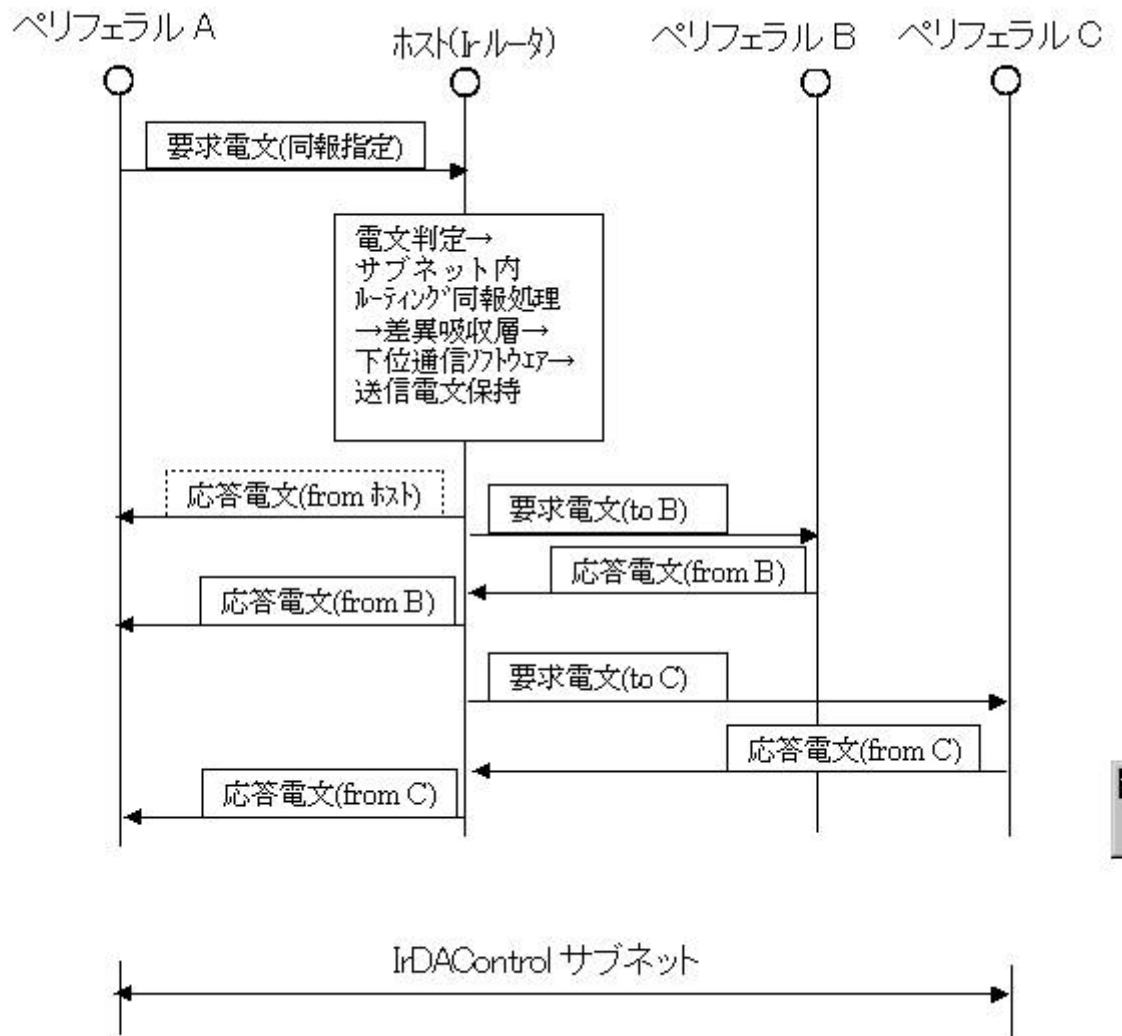 ペリフェラル A
ホスト(Ir ルータ)
ペリフェラル B
ペリフェラル C
要求電文(同報指定)
電文判定→
サブネット内
ﾙｰﾃｨﾝｸﾞ同報処理
→差異吸収層→
下位通信ｿﾌﾄｳｴｱ→
送信電文保持
応答電文(from ﾎｽﾄ)
要求電文(to B)
応答電文(from B)
応答電文(from B)
要求電文(to C)
応答電文(from C)
応答電文(from C)
IrDAControl サブネット